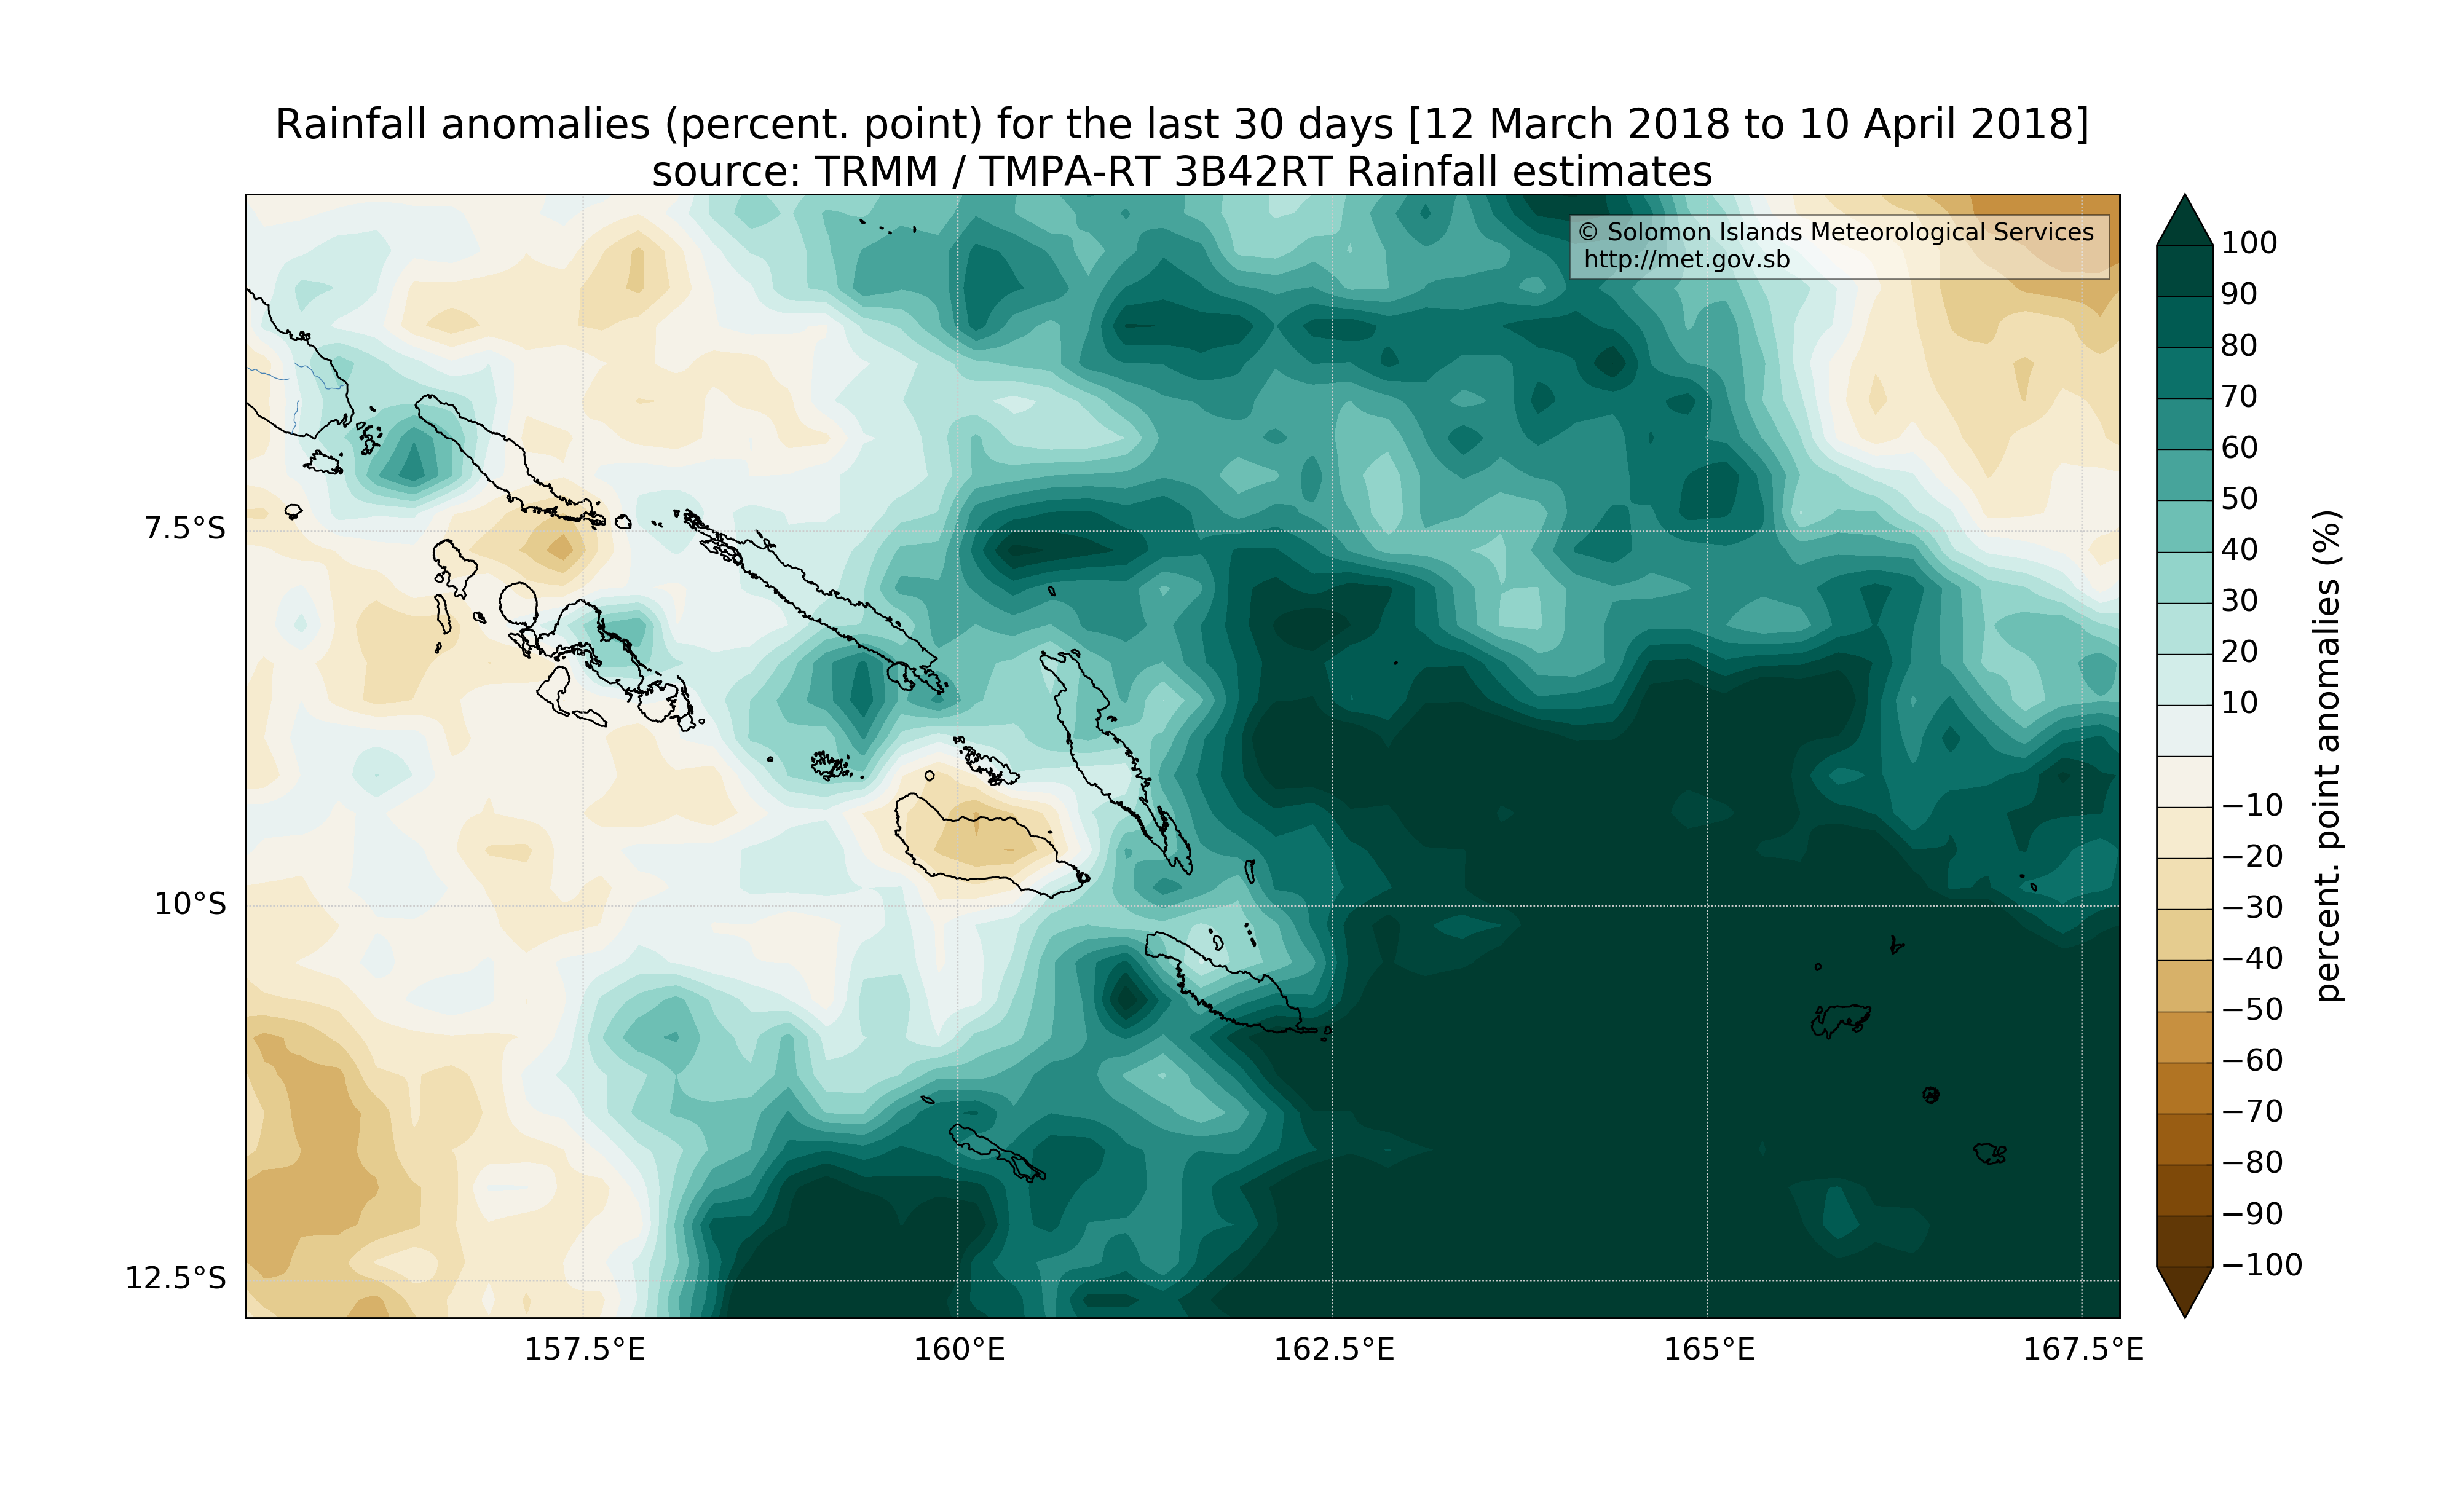 Rainfall anomalies (percent. point) for the last 30 days [12 March 2018 to 10 April 2018]
source: TRMM / TMPA-RT 3B42RT Rainfall estimates
© Solomon Islands Meteorological Services
http://met.gov.sb
7.5°S
10°S
12.5°S
157.5°E
160°E
162.5°E
165°E
167.5°E
100
90
80
70
60
50
40
30
20
10
−10
−20
−30
−40
−50
−60
−70
−80
−90
−100
percent. point anomalies (%)